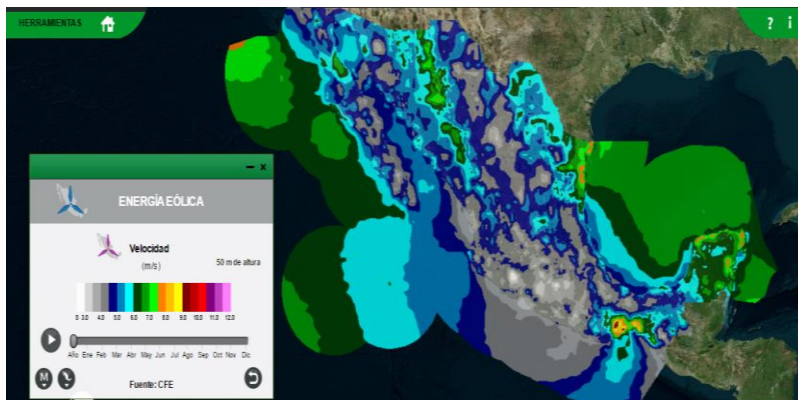 HERRAMIENTAS
? i
ENERGÍA EÓLICA
Velocidad
(m/s)
50 m de altura
0 3.0 4.0 5.0 6.0 7.0 8.0 9.0 10.0 11.0 12.0
Año Ene Feb Mar Abr May Jun Jul Ago Sep Oct Nov Dic
M
Fuente: CFE